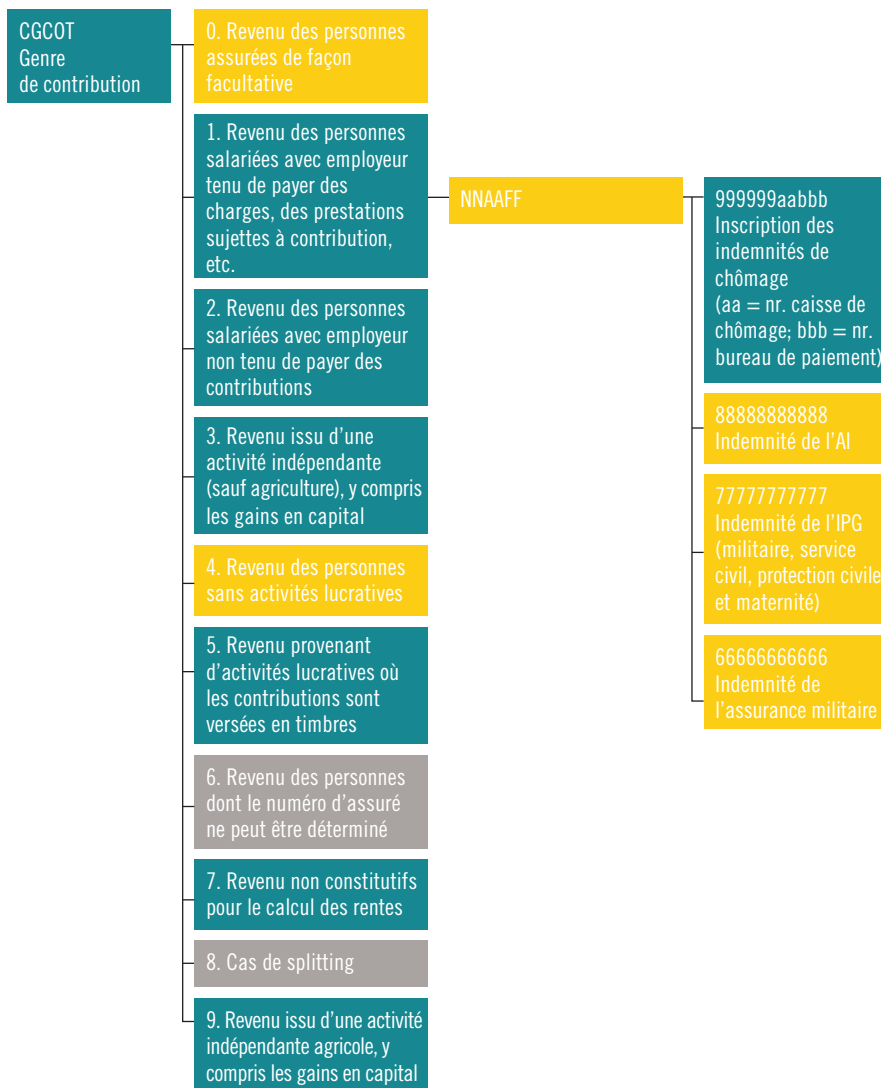 CGCOT
Genre
de contribution
0. Revenu des personnes
assurées de façon
facultative
1. Revenu des personnes
salariées avec employeur
tenu de payer des
charges, des prestations
sujettes à contribution,
etc.
2. Revenu des personnes
salariées avec employeur
non tenu de payer des
contributions
3. Revenu issu d’une
activité indépendante
(sauf agriculture), y compris
les gains en capital
4. Revenu des personnes
sans activités lucratives
5. Revenu provenant
d’activités lucratives où
les contributions sont
versées en timbres
6. Revenu des personnes
dont le numéro d’assuré
ne peut être déterminé
7. Revenu non constitutifs
pour le calcul des rentes
8. Cas de splitting
9. Revenu issu d’une activité
indépendante agricole, y
compris les gains en capital
NNAAFF
999999aabbb
Inscription des
indemnités de
chômage
(aa = nr. caisse de
chômage; bbb = nr.
bureau de paiement)
88888888888
Indemnité de l’AI
77777777777
Indemnité de l’IPG
(militaire, service
civil, protection civile
et maternité)
66666666666
Indemnité de
l’assurance militaire